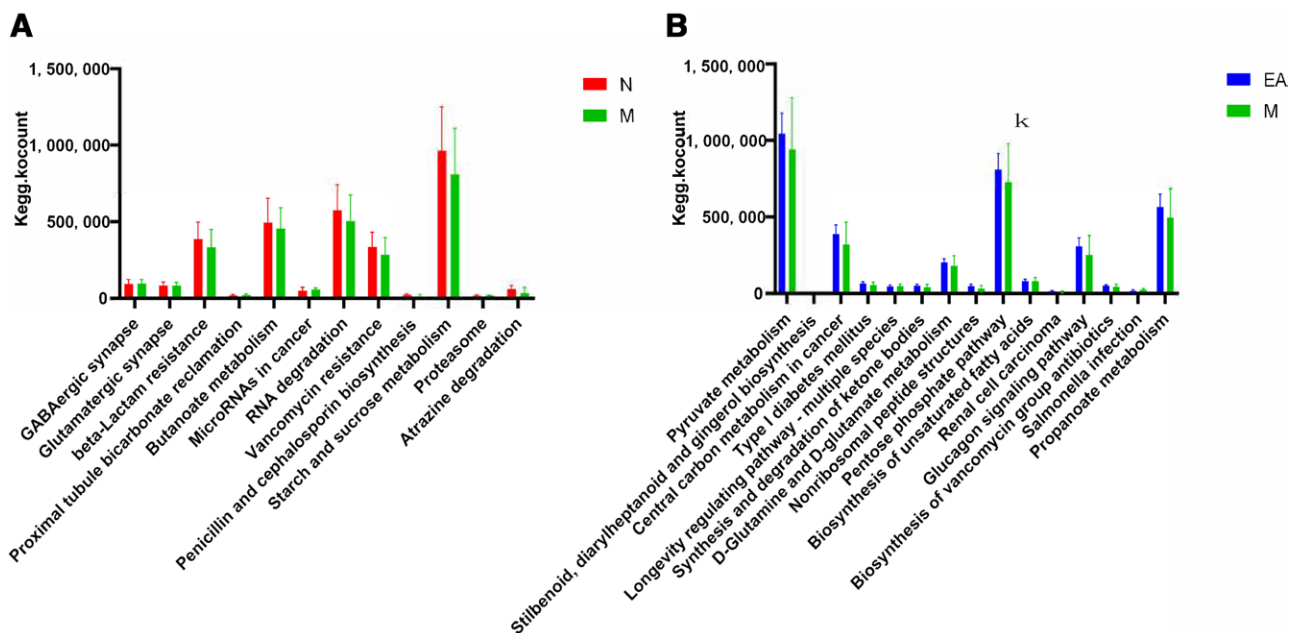 A
1, 500, 000
1, 000, 000
500, 000
0
Kegg.kocount
N
M
GABAergic synapse
Glutamatergic synapse
beta-Lactam resistance
Proximal tubule bicarbonate reclamation
Butanoate metabolism
MicroRNAs in cancer
RNA degradation
Vancomycin resistance
Penicillin and cephalosporin biosynthesis
Starch and sucrose metabolism
Proteasome
Atrazine degradation
B
1, 500, 000
1, 000, 000
500, 000
0
Kegg.kocount
EA
M
k
Pyruvate metabolism
Stilbenoid, diarylheptanoid and gingerol biosynthesis
Central carbon metabolism in cancer
Type I diabetes mellitus
Longevity regulating pathway - multiple species
Synthesis and degradation of ketone bodies
D-Glutamine and D-glutamate metabolism
Nonribosomal peptide structures
Pentose phosphate pathway
Biosynthesis of unsaturated fatty acids
Renal cell carcinoma
Glucagon signaling pathway
Biosynthesis of vancomycin group antibiotics
Salmonella infection
Propanoate metabolism